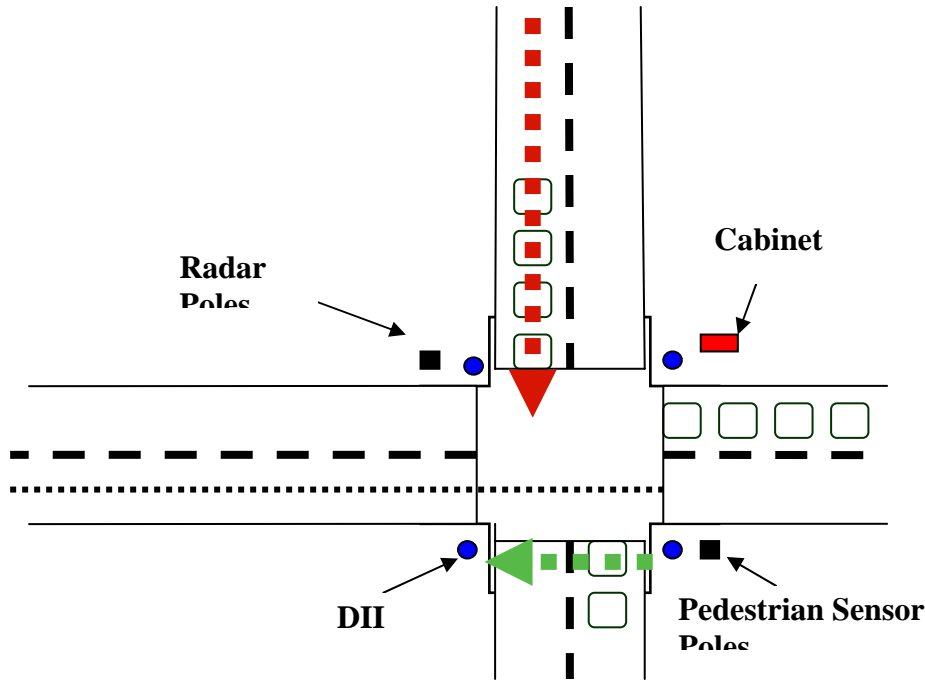 Cabinet
Radar
Poles
DII
Pedestrian Sensor
Poles